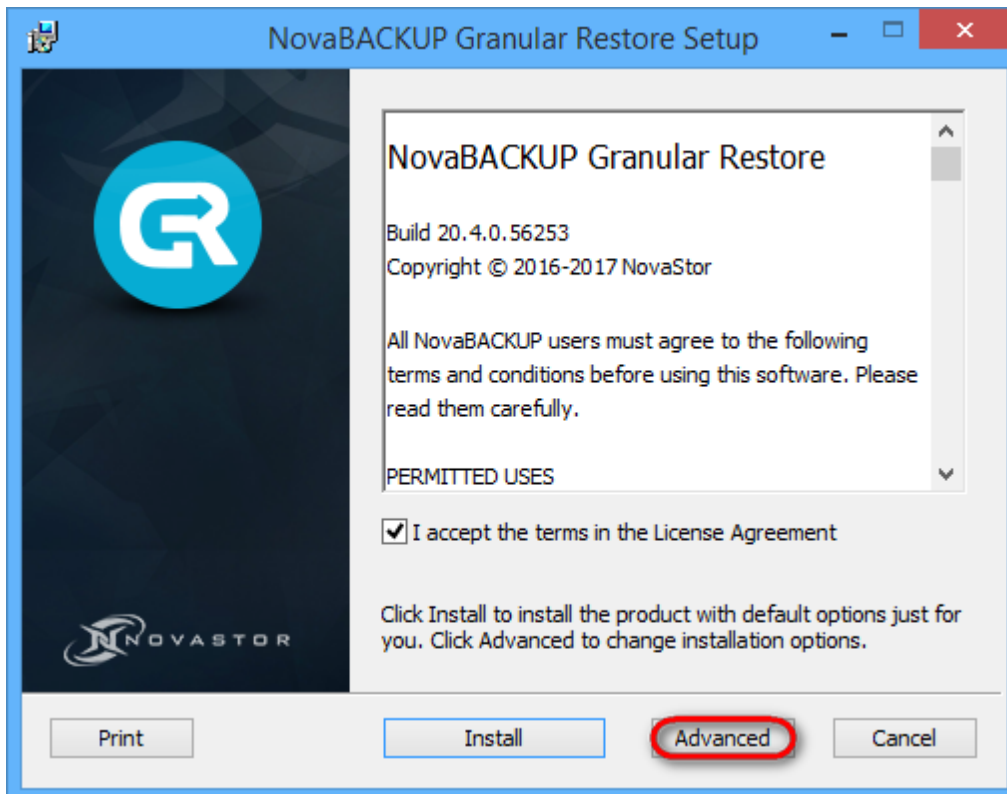 NovaBACKUP Granular Restore Setup
GR
NovaBACKUP Granular Restore
Build 20.4.0.56253
Copyright © 2016-2017 NovaStor
All NovaBACKUP users must agree to the following
terms and conditions before using this software. Please
read them carefully.
PERMITTED USES
I accept the terms in the License Agreement
Click Install to install the product with default options just for
you. Click Advanced to change installation options.
NOVASTOR
Print
Install
Advanced
Cancel